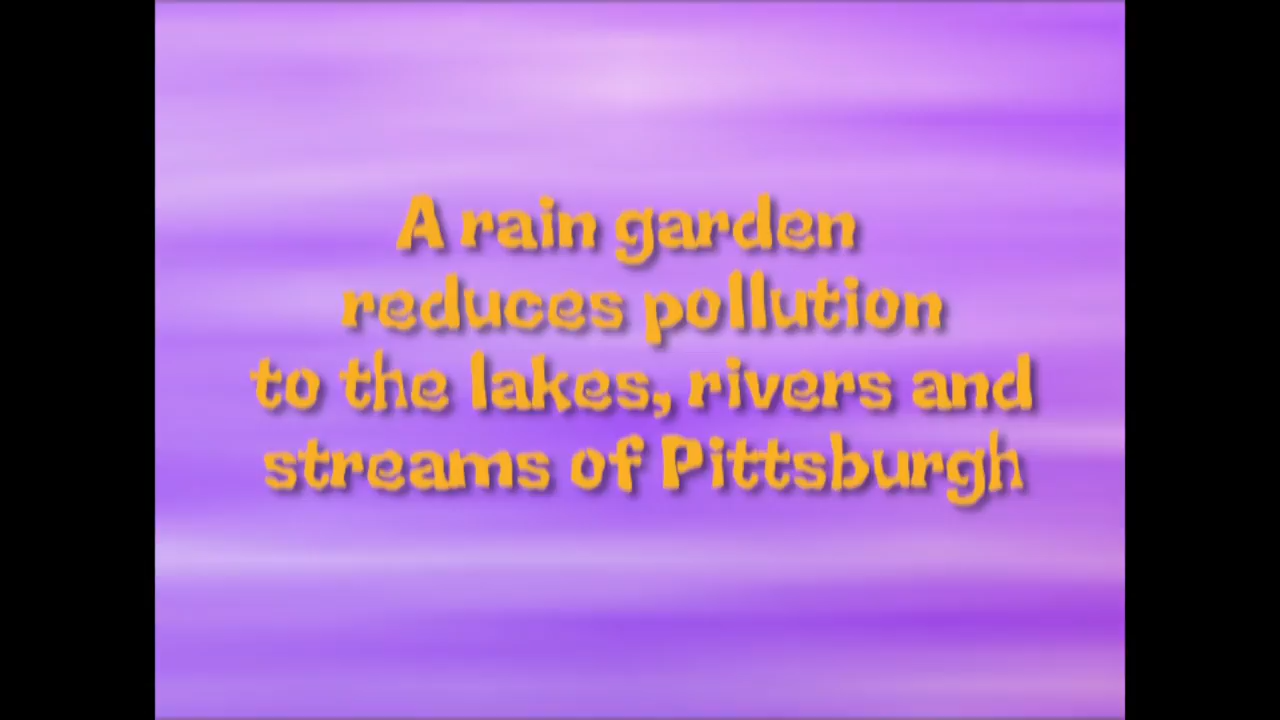 A rain garden
reduces pollution
to the lakes, rivers and
streams of Pittsburgh